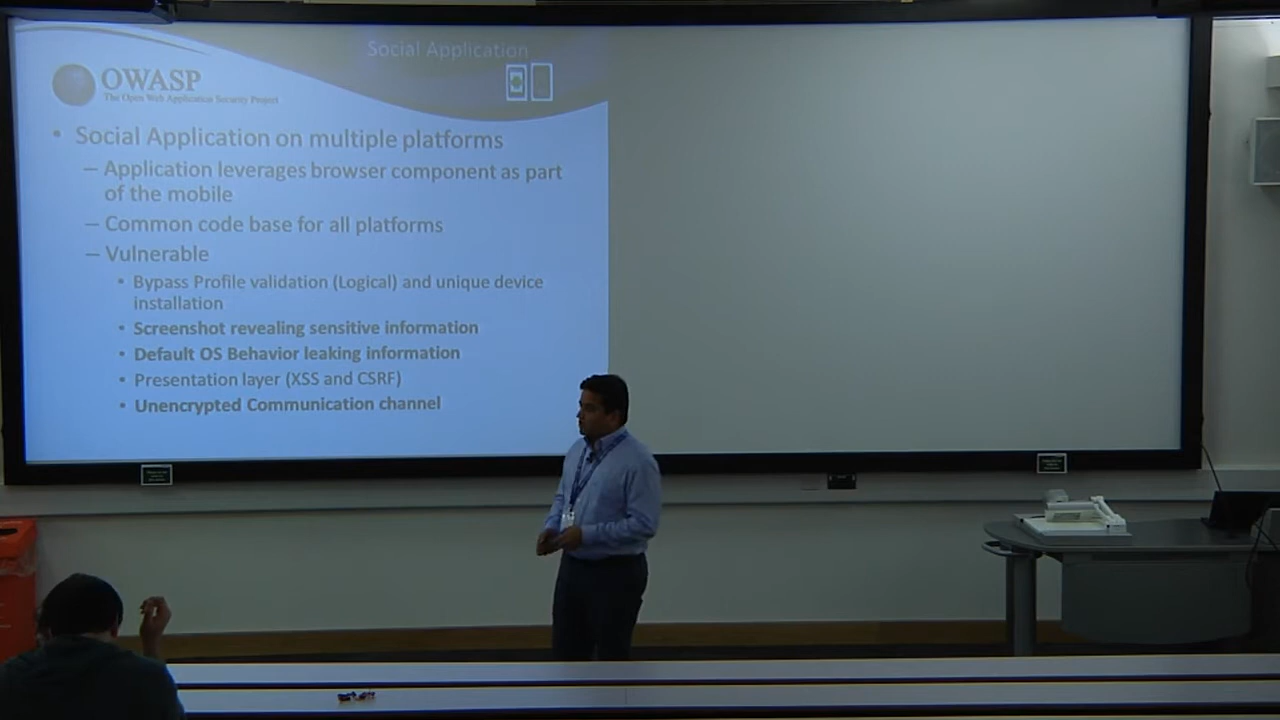 Social Application
OWASP
The Open Web Application Security Project
• Social Application on multiple platforms
– Application leverages browser component as part
of the mobile
– Common code base for all platforms
– Vulnerable
• Bypass Profile validation (Logical) and unique device
installation
• Screenshot revealing sensitive information
• Default OS Behavior leaking information
• Presentation layer (XSS and CSRF)
• Unencrypted Communication channel